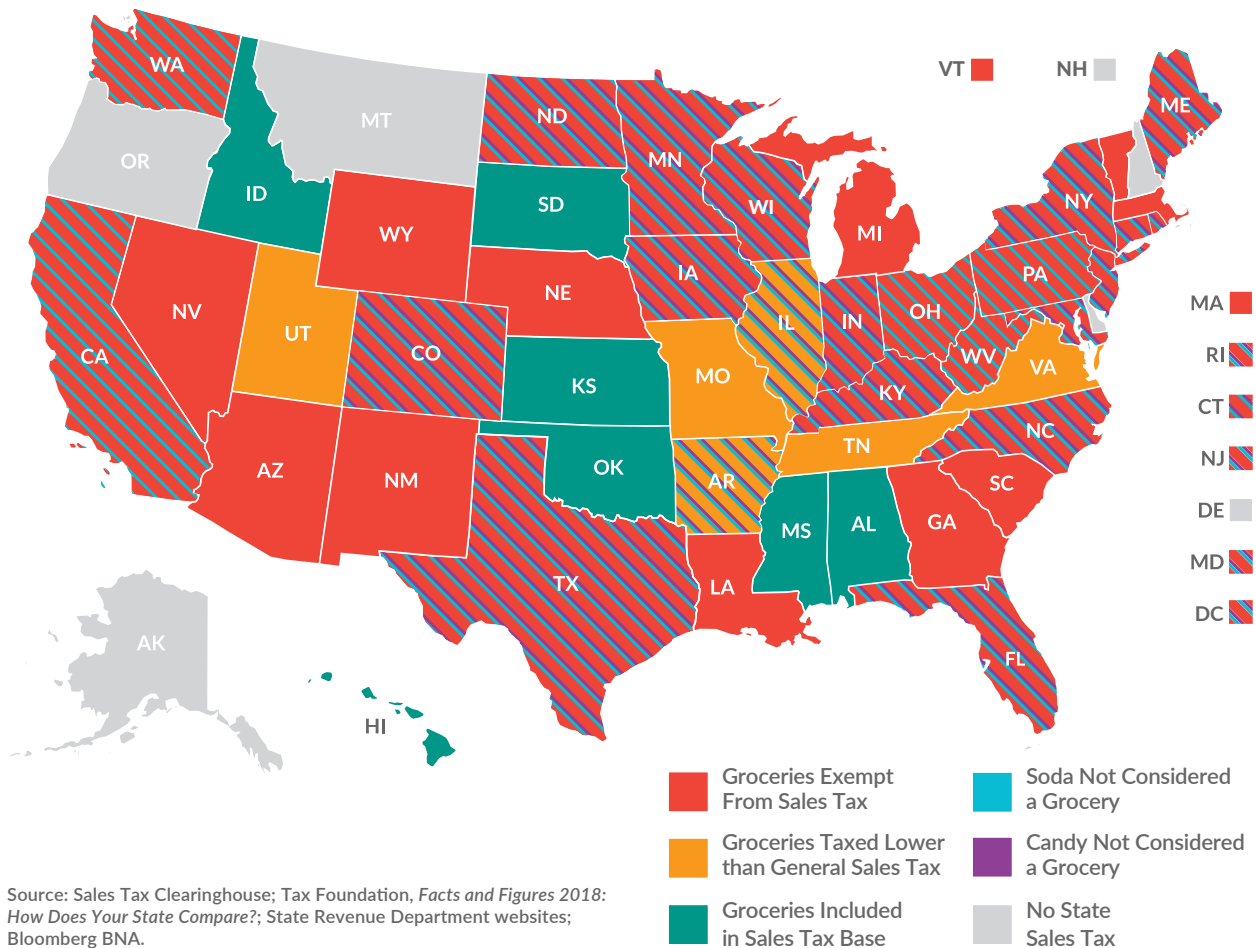 VT
NH
WA
ME
MT
ND
OR
MN
ID
SD
WI
NY
WY
MI
IA
PA
NE
MA
NV
OH
IL
IN
UT
RI
CO
CA
WV
VA
MO
KS
KY
CT
NC
TN
NJ
AZ
OK
NM
AR
SC
DE
MS
AL
GA
MD
TX
LA
DC
AK
FL
HI
Groceries Exempt
From Sales Tax
Soda Not Considered
a Grocery
Groceries Taxed Lower
than General Sales Tax
Candy Not Considered
a Grocery
Groceries Included
in Sales Tax Base
No State
Sales Tax
Source: Sales Tax Clearinghouse; Tax Foundation, Facts and Figures 2018:
How Does Your State Compare?; State Revenue Department websites;
Bloomberg BNA.